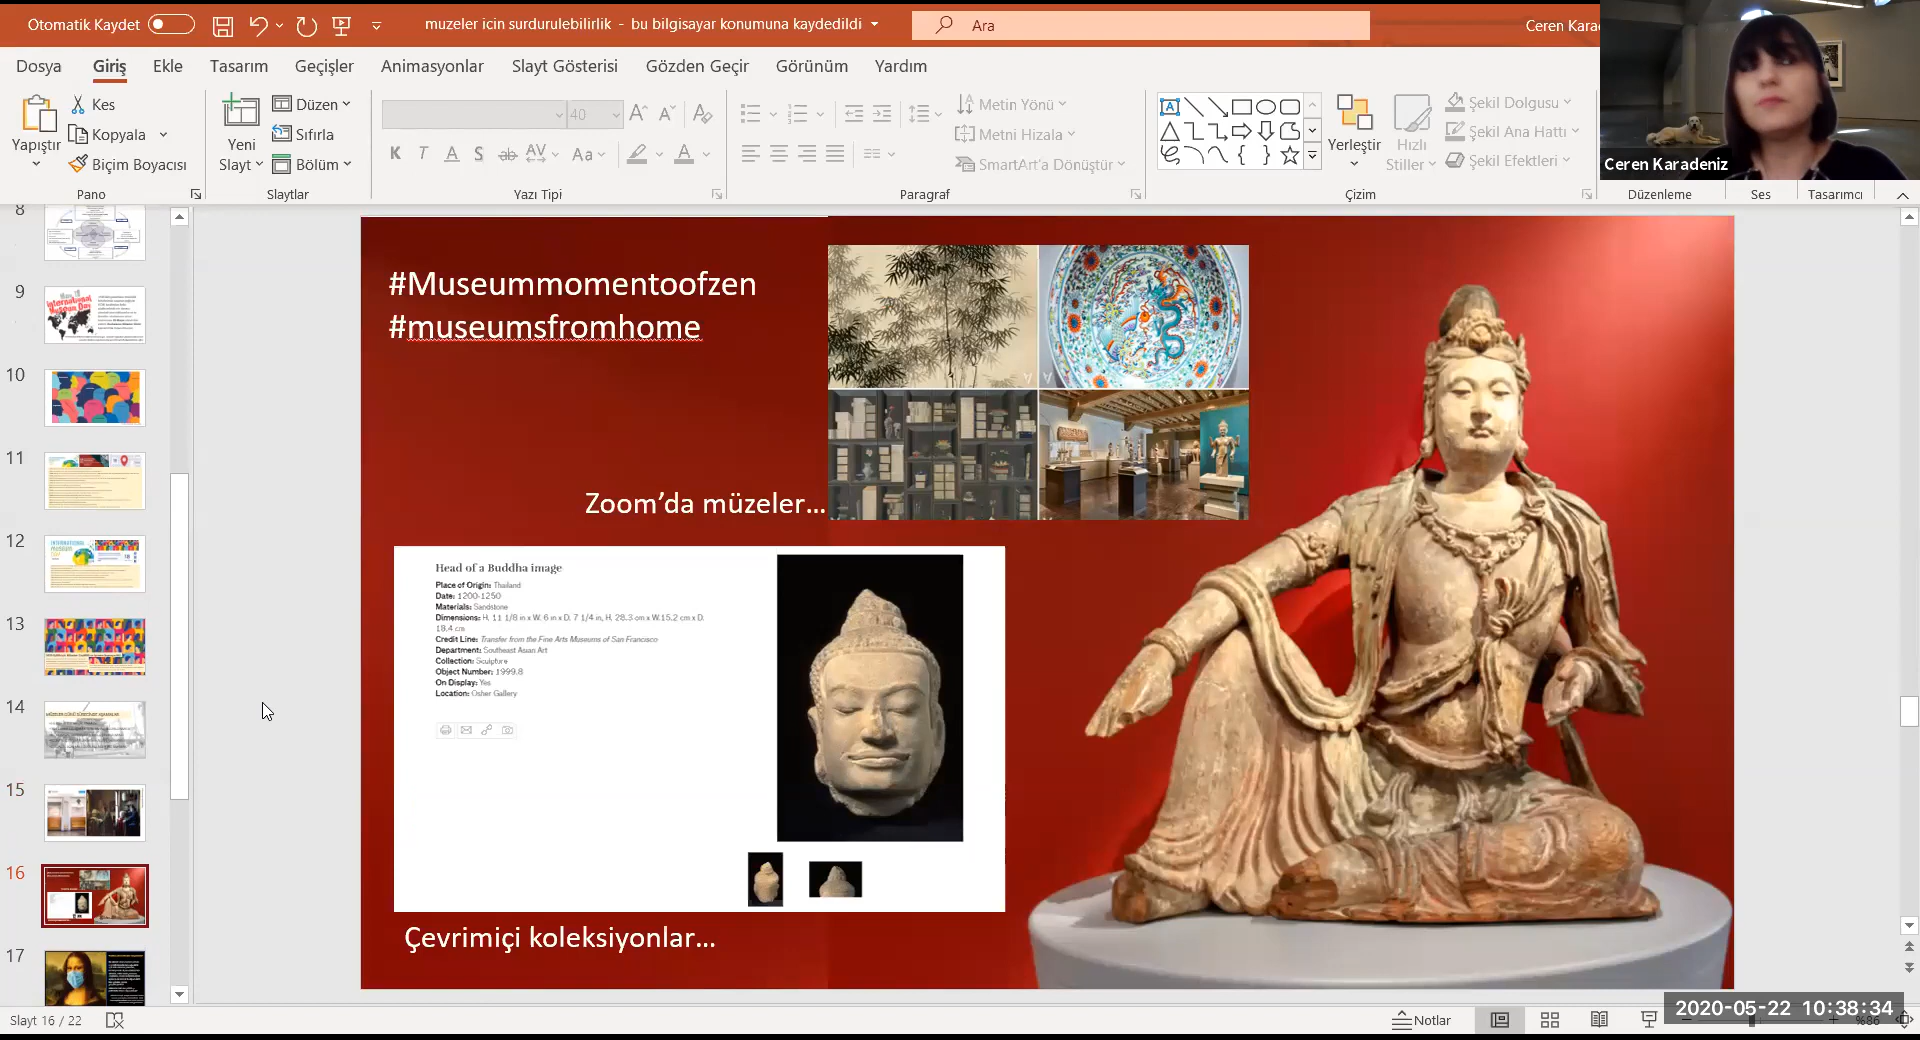 Otomatik Kaydet
muzeler icin surdurulebilirlik - bu bilgisayar konumuna kaydedildi
Ara
Ceren Karad
Dosya
Giriş
Ekle
Tasarım
Geçişler
Animasyonlar
Slayt Gösterisi
Gözden Geçir
Görünüm
Yardım
Yapıştır
Kes
Kopyala
Biçim Boyacısı
Pano
Yeni
Slayt
Düzen
Sıfırla
Bölüm
Slaytlar
40
K T A S ab AV Aa A
Yazı Tipi
Metin Yönü
Metni Hizala
SmartArt'a Dönüştür
Paragraf
Yerleştir
Hızlı
Stiller
Şekil Dolgusu
Şekil Ana Hattı
Şekil Efektleri
Çizim
Düzenleme
Ses
Tasarımcı
Ceren Karadeniz
8
9
10
11
12
13
14
15
16
17
#Museummomentoofzen
#museumsfromhome
Zoom’da müzeler…
Head of a Buddha image
Place of Origin: Thailand
Date: 1200-1250
Materials: Sandstone
Dimensions: H. 11 1/8 in x W. 6 in x D. 7 1/4 in, H. 28.3 cm x W.15.2 cm x D.
18.4 cm
Credit Line: Transfer from the Fine Arts Museums of San Francisco
Department: Southeast Asian Art
Collection: Sculpture
Object Number: 1999.8
On Display: Yes
Location: Osher Gallery
Çevrimiçi koleksiyonlar…
Slayt 16 / 22
Notlar
2020-05-22 10:38:34
%86